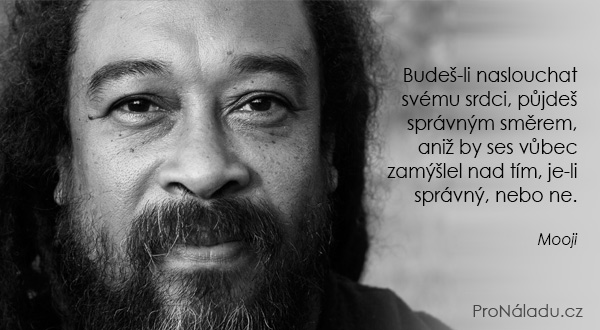 Budeš-li naslouchat
svému srdci, půjdeš
správným směrem,
aniž by ses vůbec
zamýšlel nad tím, je-li
správný, nebo ne.
Mooji
ProNáladu.cz